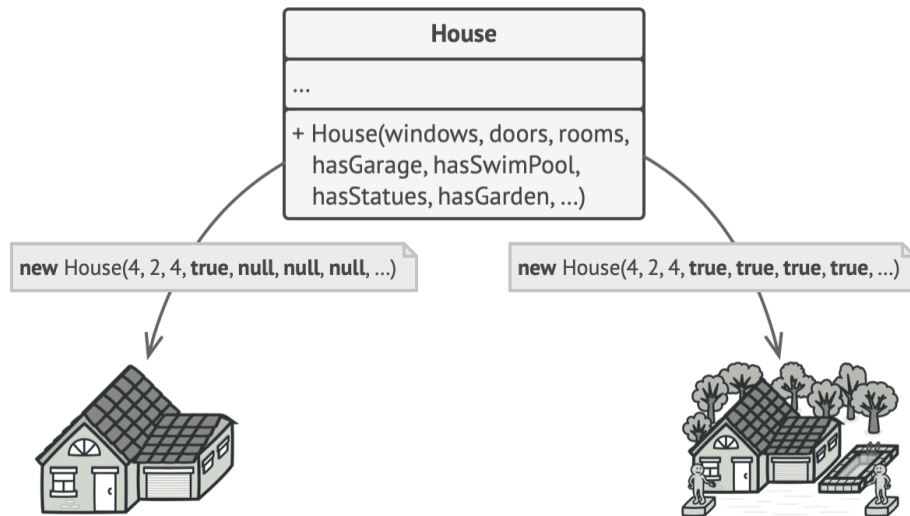 House
...
+ House(windows, doors, rooms,
hasGarage, hasSwimPool,
hasStatues, hasGarden, ...)
new House(4, 2, 4, true, null, null, null, ...)
new House(4, 2, 4, true, true, true, true, ...)